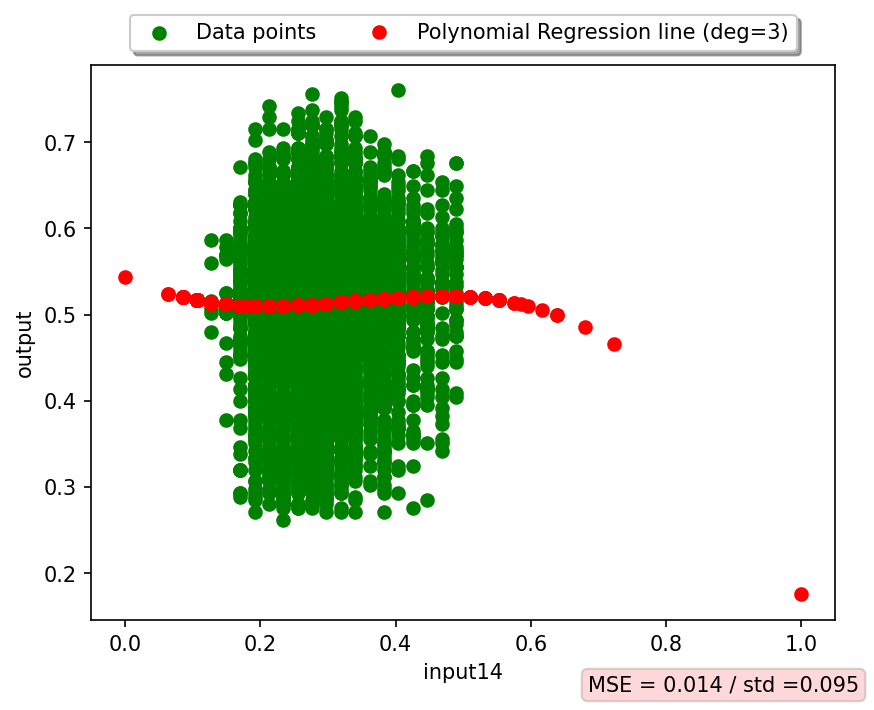 Data points
Polynomial Regression line (deg=3)
output
0.7
0.6
0.5
0.4
0.3
0.2
0.0
0.2
0.4
0.6
0.8
1.0
input14
MSE = 0.014 / std =0.095